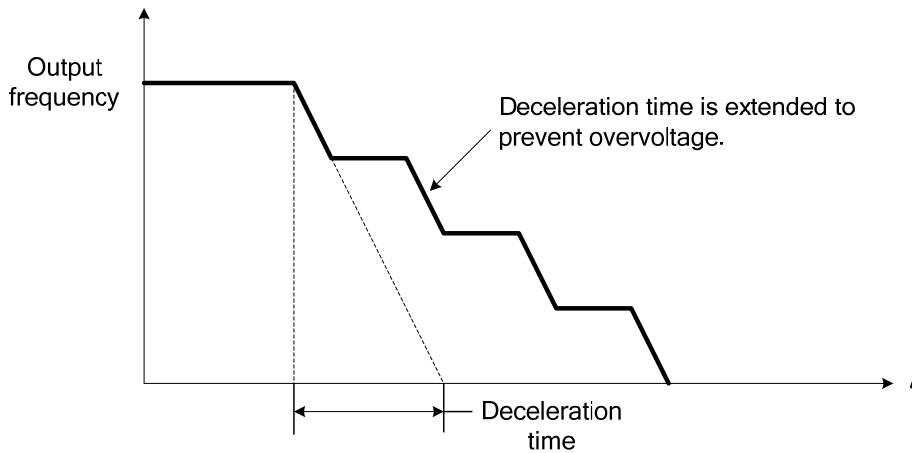 Output
frequency
Deceleration time is extended to
prevent overvoltage.
Deceleration
time